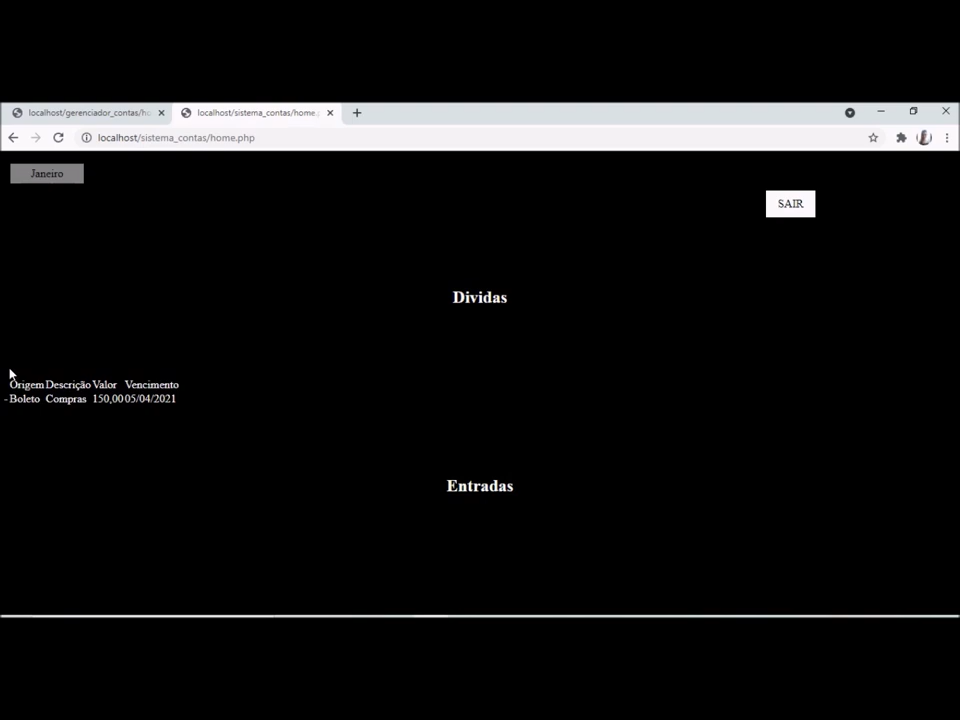 localhost/gerenciador_contas/ho
localhost/sistema_contas/home.
localhost/sistema_contas/home.php
Janeiro
SAIR
Dividas
Origem Descrição Valor Vencimento
- Boleto Compras 150,00 05/04/2021
Entradas